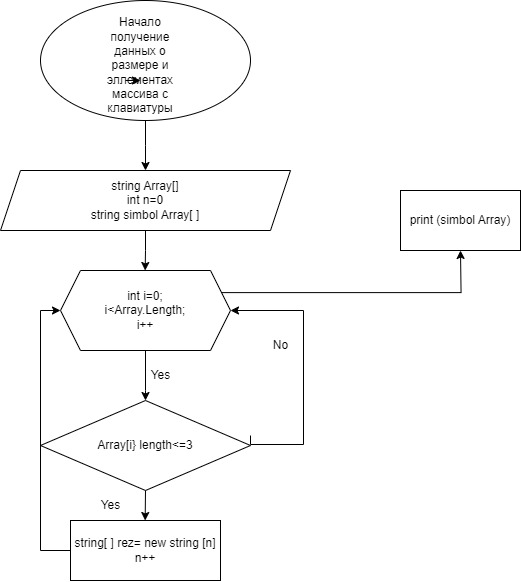 Начало
получение
данных о
размере и
эллементах
массива с
клавиатуры
string Array[]
int n=0
string simbol Array[ ]
print (simbol Array)
int i=0;
i<Array.Length;
i++
No
Yes
Array[i} length<=3
Yes
string[ ] rez= new string [n]
n++